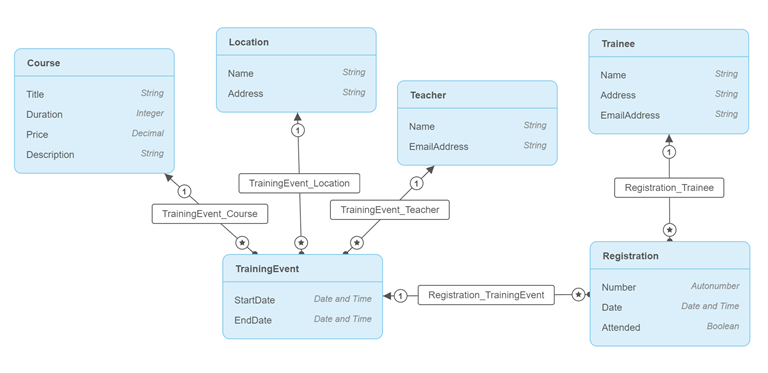 Course
Title String
Duration Integer
Price Decimal
Description String
Location
Name String
Address String
Teacher
Name String
EmailAddress String
Trainee
Name String
Address String
EmailAddress String
1
1
1
1
TrainingEvent_Course
TrainingEvent_Location
TrainingEvent_Teacher
Registration_Trainee
TrainingEvent
StartDate Date and Time
EndDate Date and Time
1
Registration_TrainingEvent
Registration
Number Autonumber
Date Date and Time
Attended Boolean